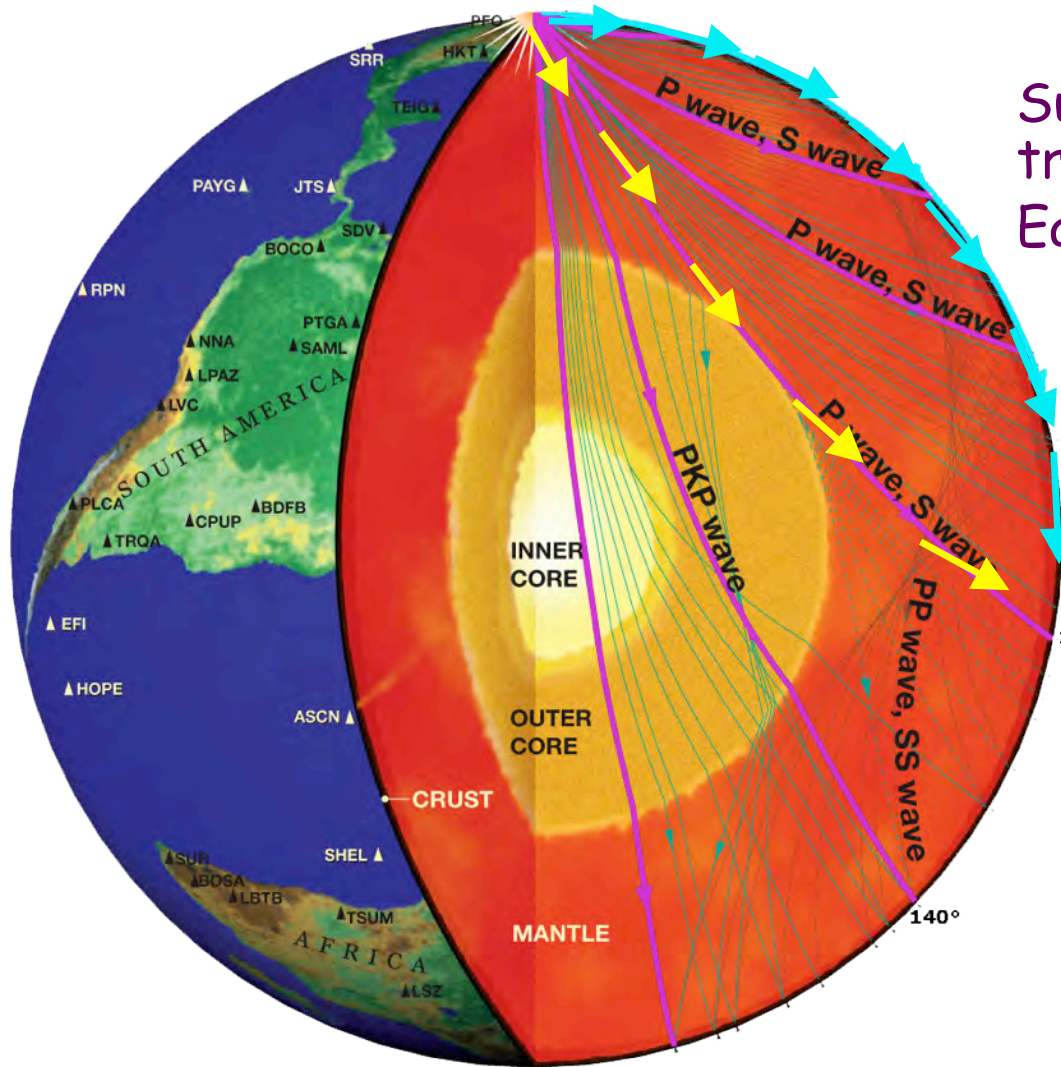 PFO
SRR
HKT
TEIG
PAYG
JTS
SDV
BOCO
RPN
PTGA
NNA
SAML
LPAZ
LVC
SOUTH AMERICA
PLCA
CPUP
BDFB
TRQA
EFI
HOPE
ASCN
CRUST
SHEL
SUR
BOSA
LBTB
TSUM
AFRICA
LSZ
INNER
CORE
OUTER
CORE
MANTLE
P wave, S wave
P wave, S wave
P wave, S wave
PKP wave
PP wave, SS wave
140°
Su
tr